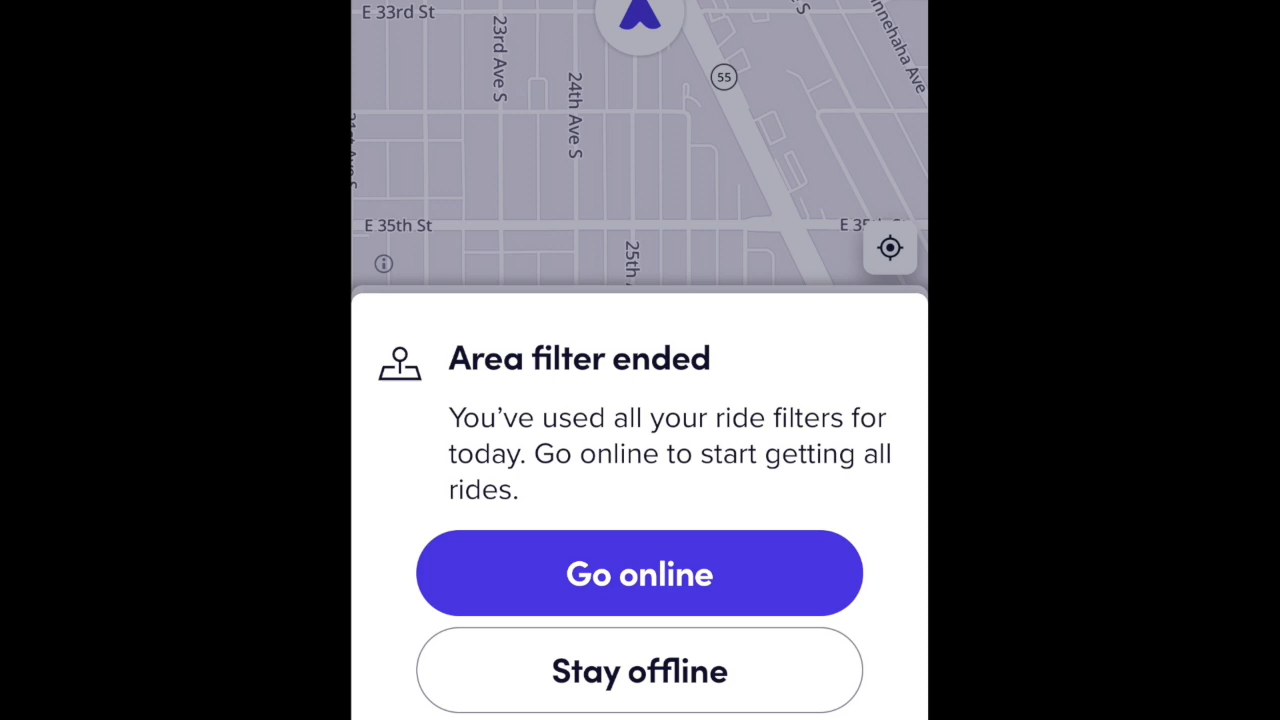 E 33rd St
23rd Ave S
24th Ave S
55
E 35th St
25th
Area filter ended
You’ve used all your ride filters for
today. Go online to start getting all
rides.
Go online
Stay offline